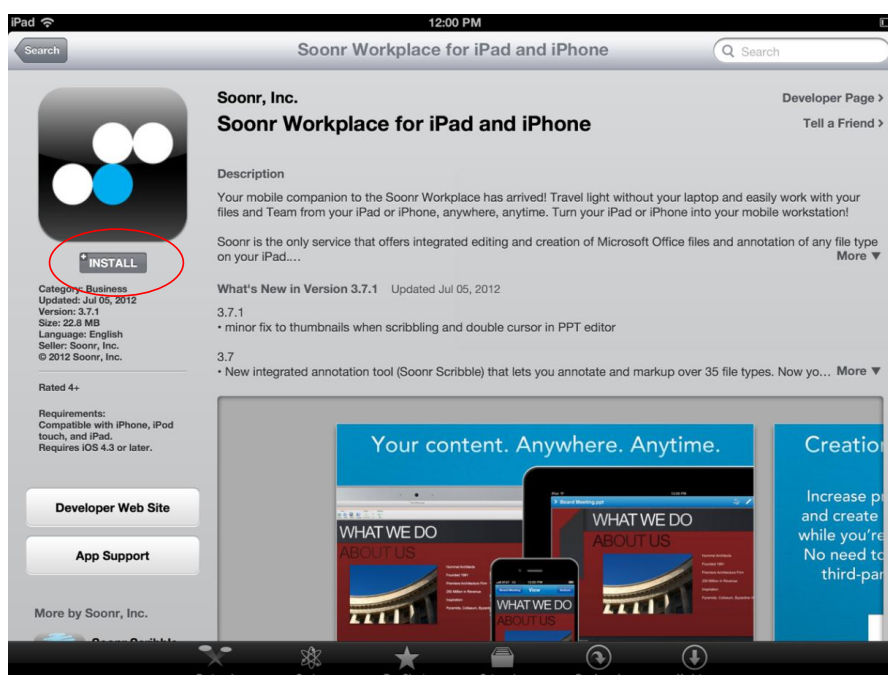 iPad
12:00 PM
Search
Soonr Workplace for iPad and iPhone
Search
Soonr, Inc.
Developer Page >
Soonr Workplace for iPad and iPhone
Tell a Friend >
Description
Your mobile companion to the Soonr Workplace has arrived! Travel light without your laptop and easily work with your
files and Team from your iPad or iPhone, anywhere, anytime. Turn your iPad or iPhone into your mobile workstation!
Soonr is the only service that offers integrated editing and creation of Microsoft Office files and annotation of any file type
on your iPad....
More ▼
INSTALL
Category: Business
Updated: Jul 05, 2012
Version: 3.7.1
Size: 22.8 MB
Language: English
Seller: Soonr, Inc.
© 2012 Soonr, Inc.
Rated 4+
Requirements:
Compatible with iPhone, iPod
touch, and iPad.
Requires iOS 4.3 or later.
What's New in Version 3.7.1 Updated Jul 05, 2012
3.7.1
• minor fix to thumbnails when scribbling and double cursor in PPT editor
3.7
• New integrated annotation tool (Soonr Scribble) that lets you annotate and markup over 35 file types. Now yo... More ▼
Developer Web Site
App Support
More by Soonr, Inc.
Soonr Scribble
Your content. Anywhere. Anytime.
WHAT WE DO
ABOUT US
Board Meeting.ppt
WHAT WE DO
ABOUT US
View
WHAT WE DO
ABOUT US
Creation
Increase
and create
while you're
No need to